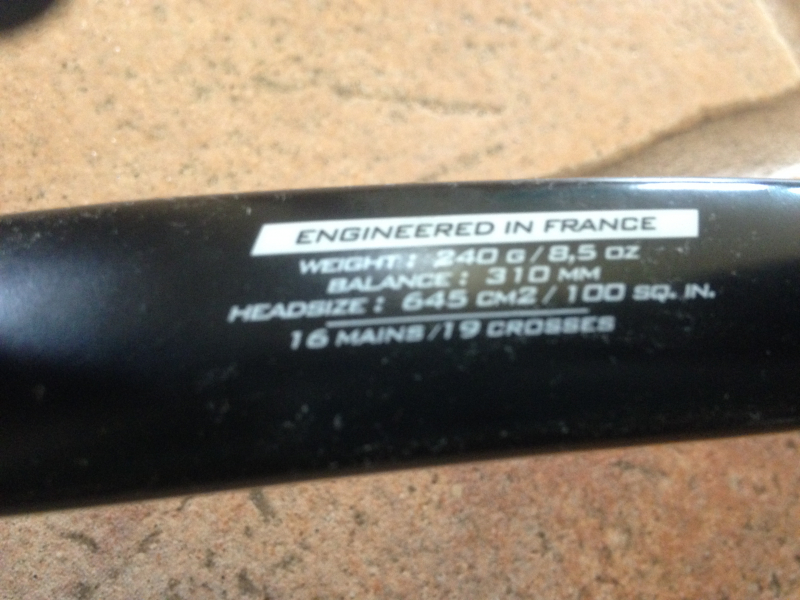 ENGINEERED IN FRANCE
WEIGHT : 240 G / 8,5 OZ
BALANCE : 310 MM
HEADSIZE : 645 CM2 / 100 SQ. IN.
16 MAINS / 19 CROSSES